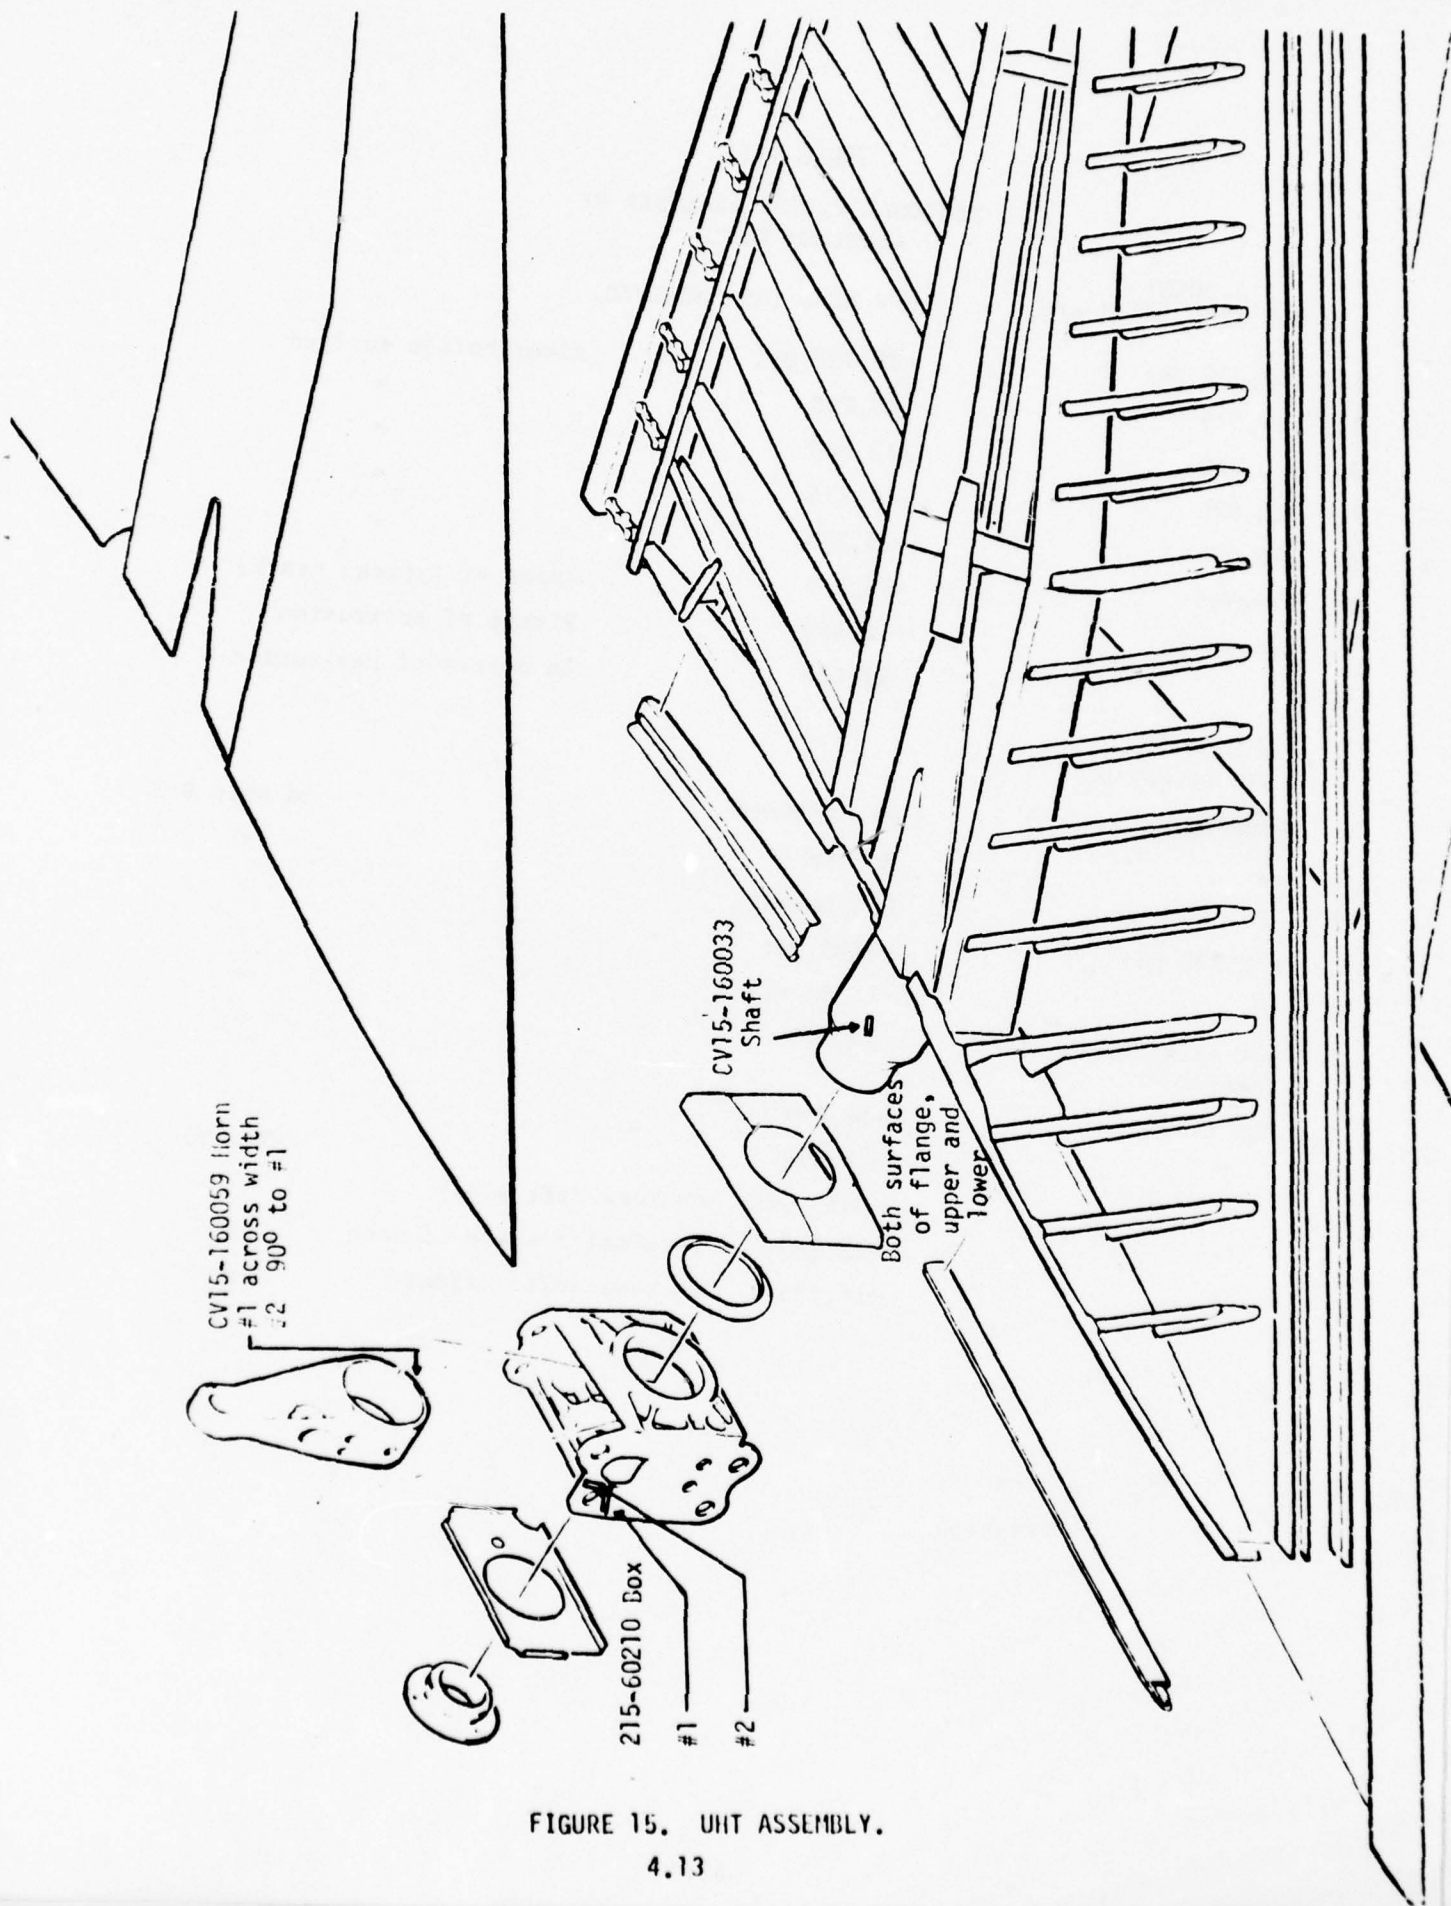 CV15-160059 Horn
#1 across width
#2 90° to #1
CV15-160033
Shaft
Both surfaces
of flange,
upper and
lower
215-60210 Box
#1
#2
FIGURE 15. UHT ASSEMBLY.
4.13